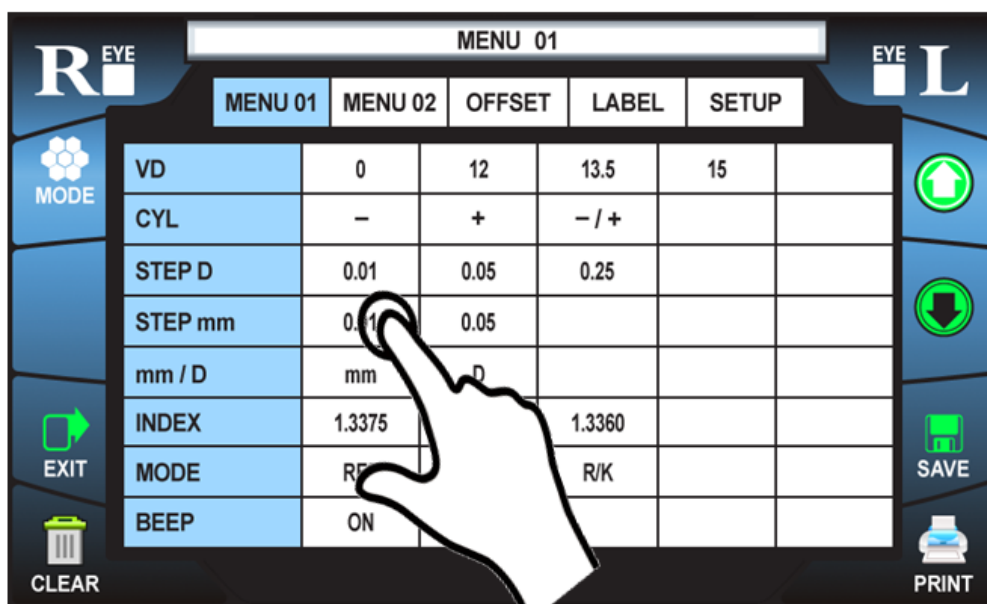 MENU 01
R EYE
EYE L
MENU 01 MENU 02 OFFSET LABEL SETUP
MODE
VD 0 12 13.5 15
CYL – + – / +
STEP D 0.01 0.05 0.25
STEP mm 0.05
mm / D mm D
INDEX 1.3375 1.3360
MODE R/K
BEEP ON
EXIT
SAVE
CLEAR
PRINT